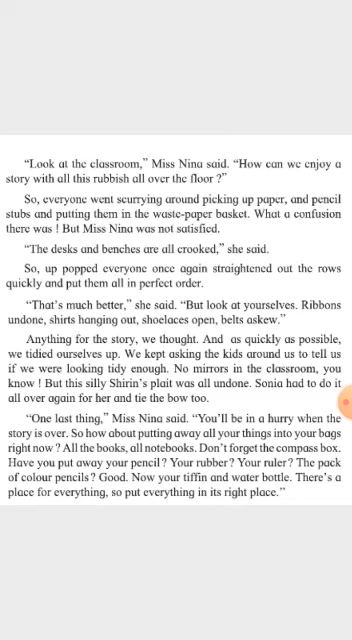 “Look at the classroom,” Miss Nina said. “How can we enjoy a
story with all this rubbish all over the floor ?”
So, everyone went scurrying around picking up paper, and pencil
stubs and putting them in the waste-paper basket. What a confusion
there was ! But Miss Nina was not satisfied.
“The desks and benches are all crooked,” she said.
So, up popped everyone once again straightened out the rows
quickly and put them all in perfect order.
“That’s much better,” she said. “But look at yourselves. Ribbons
undone, shirts hanging out, shoelaces open, belts askew.”
Anything for the story, we thought. And as quickly as possible,
we tidied ourselves up. We kept asking the kids around us to tell us
if we were looking tidy enough. No mirrors in the classroom, you
know ! But this silly Shirin’s plait was all undone. Sonia had to do it
all over again for her and tie the bow too.
“One last thing,” Miss Nina said. “You’ll be in a hurry when the
story is over. So how about putting away all your things into your bags
right now ? All the books, all notebooks. Don’t forget the compass box.
Have you put away your pencil ? Your rubber ? Your ruler ? The pack
of colour pencils ? Good. Now your tiffin and water bottle. There’s a
place for everything, so put everything in its right place.”